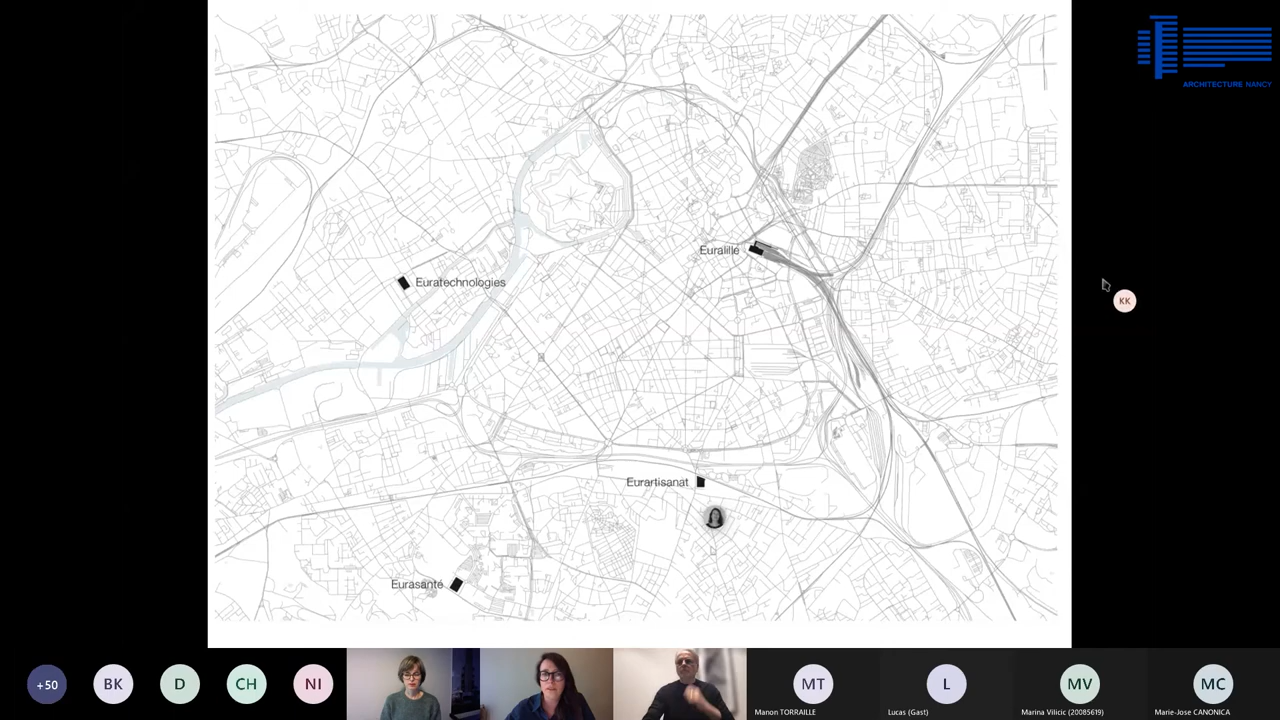 ARCHITECTURE NANCY
Euralille
KK
Euratechnologies
Eurartisanat
Eurasanté
+50
BK
D
CH
NI
MT
L
MV
MC
Manon TORRAILLE
Lucas (Gast)
Marina Vilicic (20085619)
Marie-Jose CANONICA